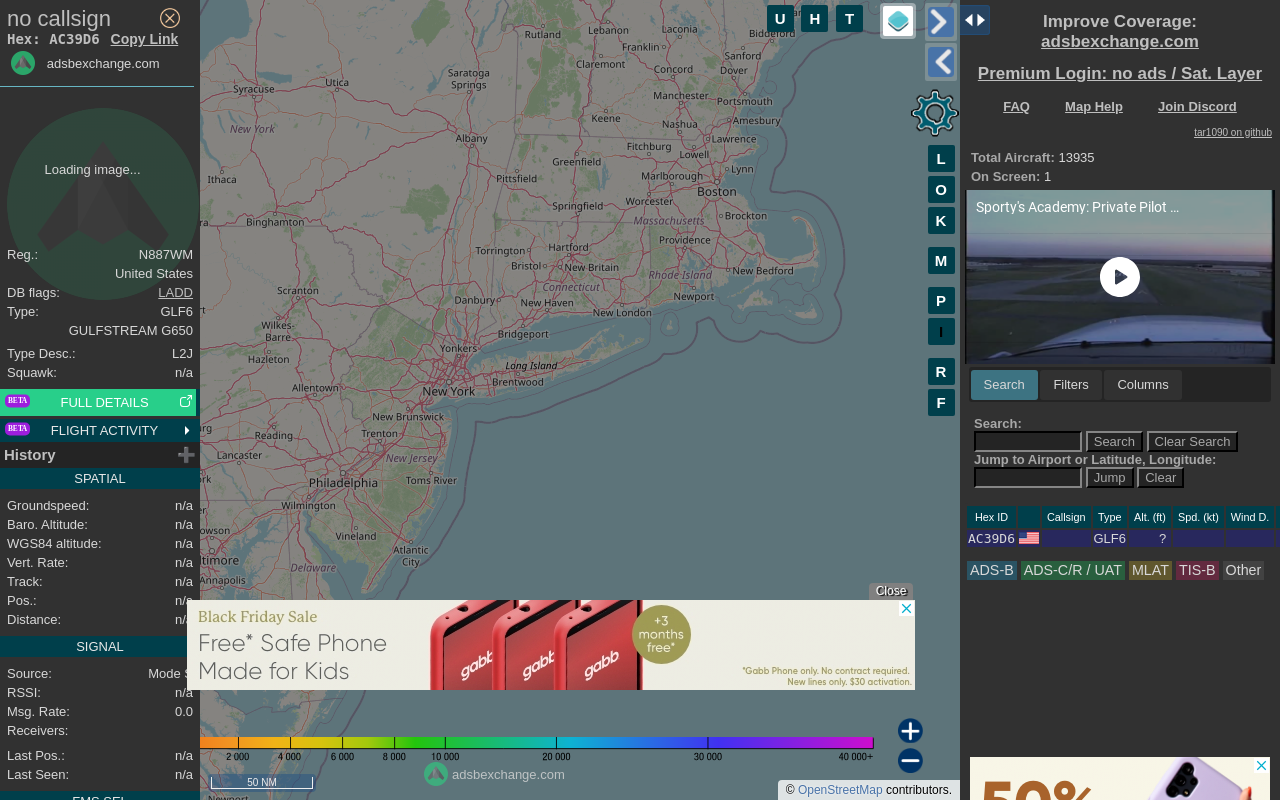 no callsign
Hex: AC39D6 Copy Link
adsbexchange.com
Loading image...
Reg.: N887WM
United States
DB flags: LADD
Type: GLF6
GULFSTREAM G650
Type Desc.: L2J
Squawk: n/a
BETA FULL DETAILS
BETA FLIGHT ACTIVITY
History
SPATIAL
Groundspeed: n/a
Baro. Altitude: n/a
WGS84 altitude: n/a
Vert. Rate: n/a
Track: n/a
Pos.: n/a
Distance: n/a
SIGNAL
Source: Mode S
RSSI: n/a
Msg. Rate: 0.0
Receivers:
Last Pos.: n/a
Last Seen: n/a
FMS SEL
U H T
L
O
K
M
P
I
R
F
Rutland
Lebanon
Laconia
Biddeford
Franklin
Sanford
Claremont
Concord
Dover
Saratoga
Springs
Utica
Syracuse
Manchester
Portsmouth
Keene
Nashua
Amesbury
New York
Albany
Fitchburg
Lawrence
Lowell
Greenfield
Lynn
Ithaca
Pittsfield
Marlborough
Boston
Worcester
Springfield
Massachusetts
Brockton
Binghamton
Torrington
Hartford
Providence
Bristol
New Britain
Rhode Island
New Bedford
Connecticut
Scranton
Danbury
New Haven
Newport
New London
Wilkes-
Barre
Bridgeport
Yonkers
Hazleton
Long Island
Brentwood
Allentown
New York
New Brunswick
Reading
Trenton
Lancaster
New Jersey
Toms River
Philadelphia
Wilmington
Vineland
Atlantic
City
Annapolis
Delaware
Close
Black Friday Sale
Free* Safe Phone
Made for Kids
gabb gabb gabb
+3
months
free*
*Gabb Phone only. No contract required.
New lines only. $30 activation.
2 000 4 000 6 000 8 000 10 000 20 000 30 000 40 000+
adsbexchange.com
50 NM
Newport
© OpenStreetMap contributors.
Improve Coverage:
adsbexchange.com
Premium Login: no ads / Sat. Layer
FAQ Map Help Join Discord
tar1090 on github
Total Aircraft: 13935
On Screen: 1
Sporty's Academy: Private Pilot ...
Search Filters Columns
Search:
Search Clear Search
Jump to Airport or Latitude, Longitude:
Jump Clear
Hex ID Callsign Type Alt. (ft) Spd. (kt) Wind D.
AC39D6 GLF6 ?
ADS-B ADS-C/R / UAT MLAT TIS-B Other
50%